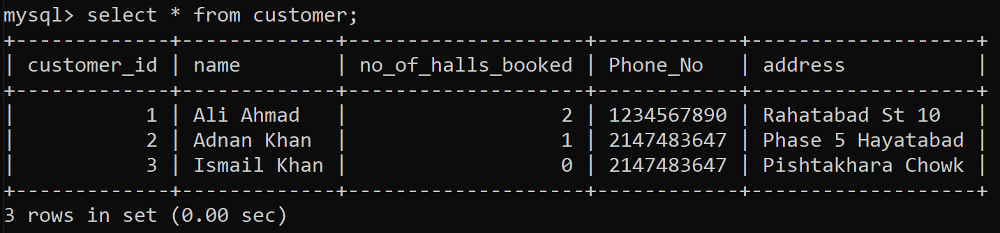 mysql> select * from customer;
+-------------+-------------+--------------------+------------+-------------------+
| customer_id | name        | no_of_halls_booked | Phone_No   | address           |
+-------------+-------------+--------------------+------------+-------------------+
|           1 | Ali Ahmad   |                  2 | 1234567890 | Rahatabad St 10   |
|           2 | Adnan Khan  |                  1 | 2147483647 | Phase 5 Hayatabad |
|           3 | Ismail Khan |                  0 | 2147483647 | Pishtakhara Chowk |
+-------------+-------------+--------------------+------------+-------------------+
3 rows in set (0.00 sec)